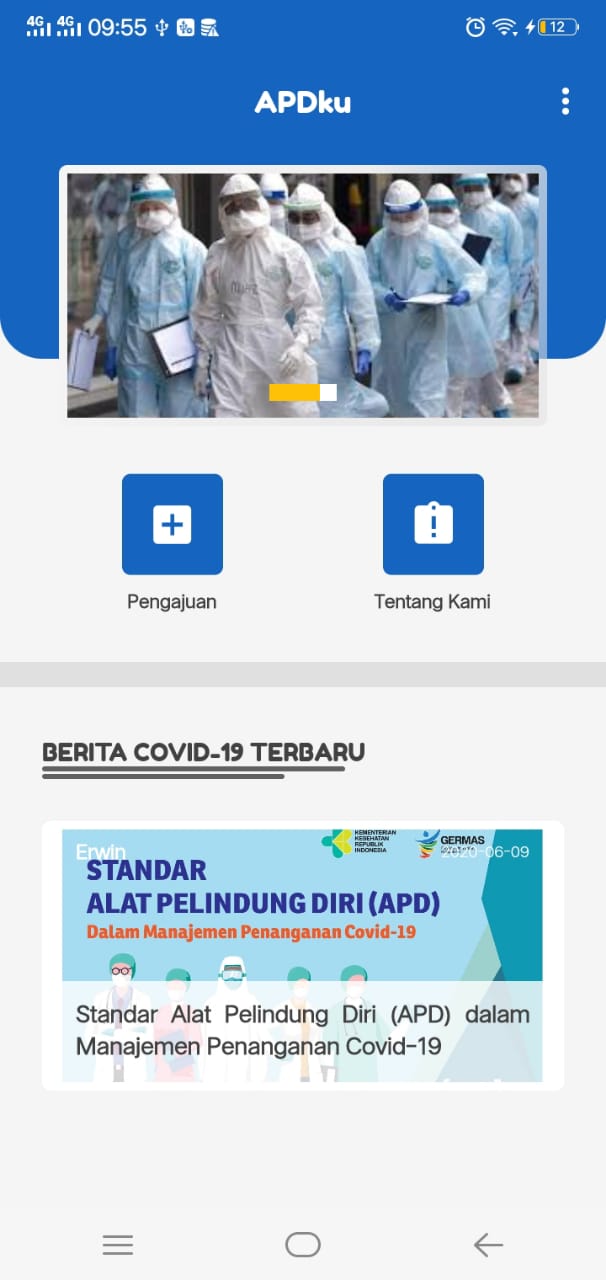 4G 4G 09:55 12
APDku
Pengajuan
Tentang Kami
BERITA COVID-19 TERBARU
KEMENTERIAN
KESEHATAN
REPUBLIK
INDONESIA
GERMAS
Erwin
2020-06-09
STANDAR
ALAT PELINDUNG DIRI (APD)
Dalam Manajemen Penanganan Covid-19
Standar Alat Pelindung Diri (APD) dalam
Manajemen Penanganan Covid-19